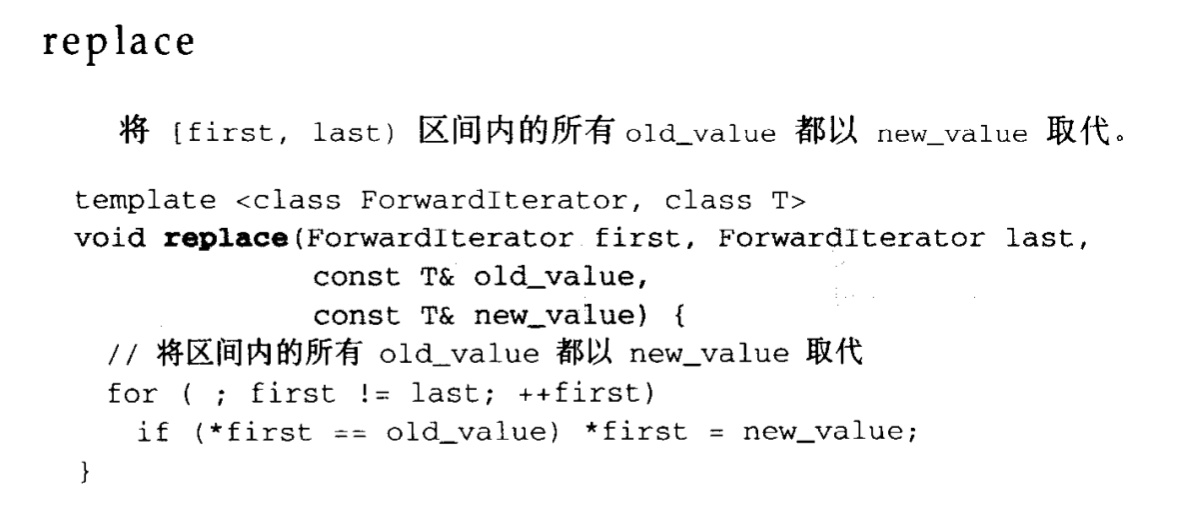 replace
将 [first, last) 区间内的所有 old_value 都以 new_value 取代。
template <class ForwardIterator, class T>
void replace(ForwardIterator first, ForwardIterator last,
             const T& old_value,
             const T& new_value) {
  // 将区间内的所有 old_value 都以 new_value 取代
  for ( ; first != last; ++first)
    if (*first == old_value) *first = new_value;
}